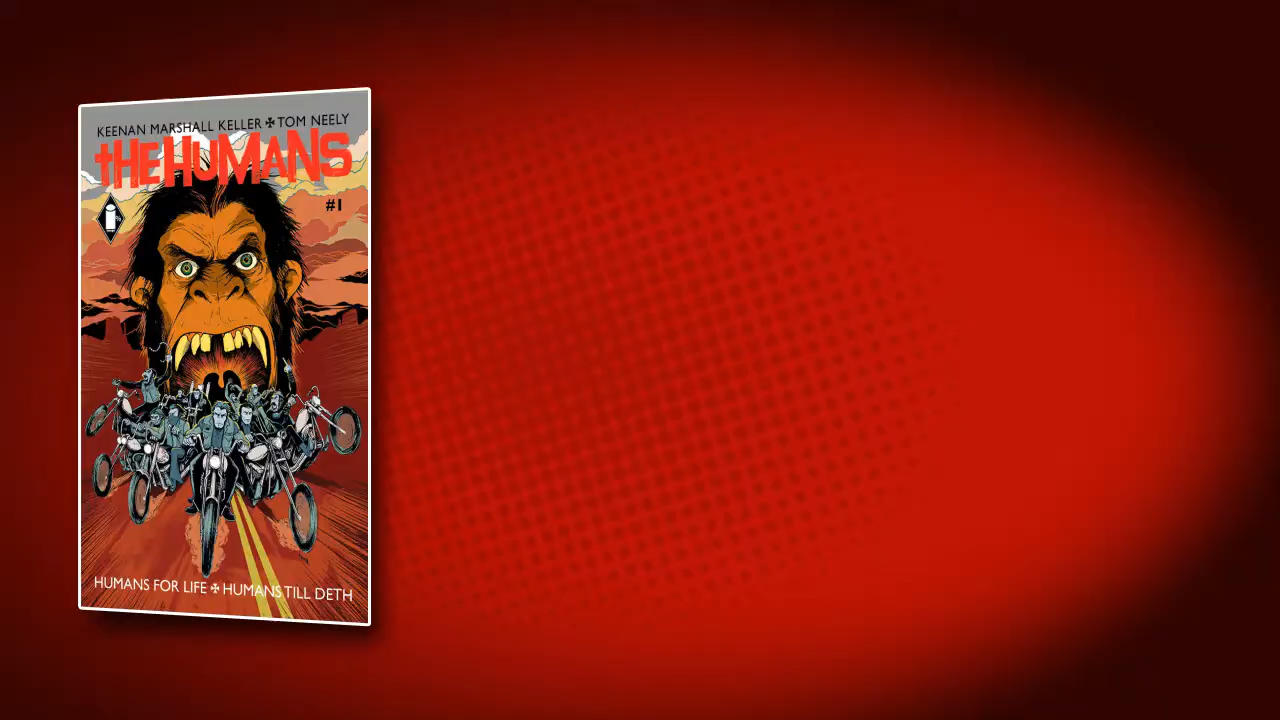 KEENAN MARSHALL KELLER ✠ TOM NEELY
tHE HUMANS
#1
i
HUMANS FOR LIFE ✠ HUMANS TILL DETH